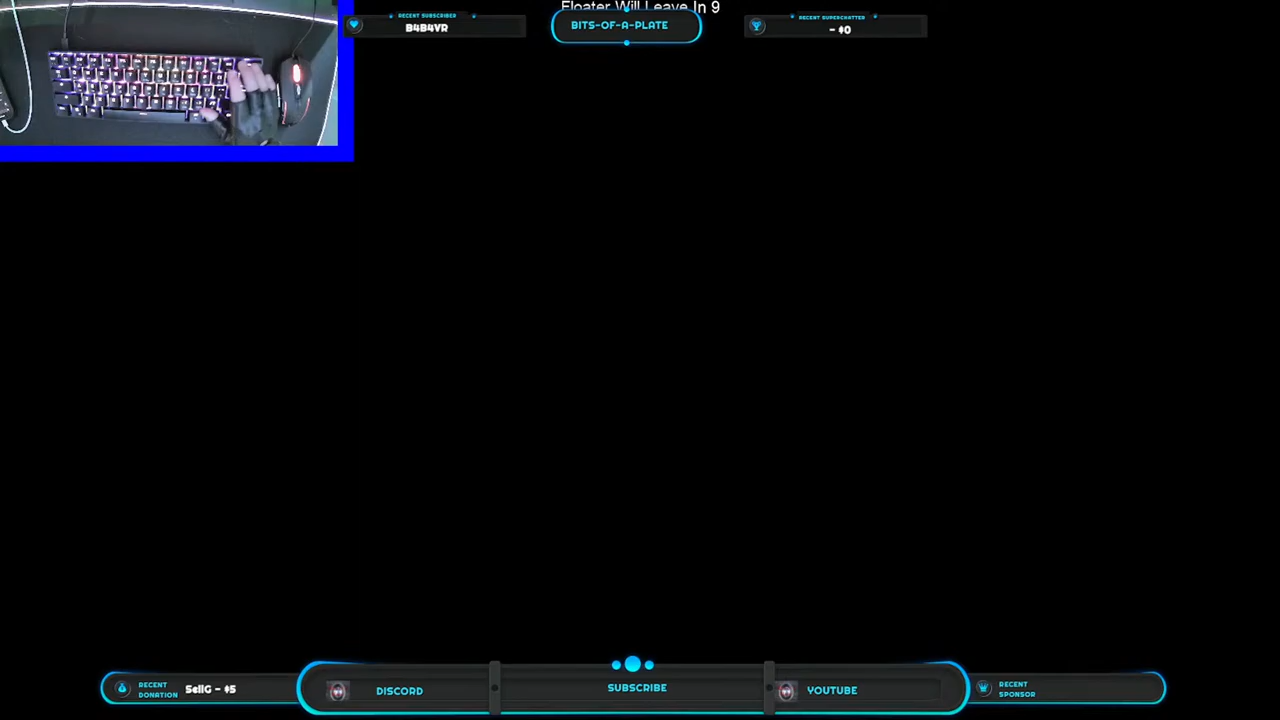 Floater Will Leave In 9
RECENT SUBSCRIBER
B4B4VR
BITS-OF-A-PLATE
RECENT SUPERCHATTER
- $0
RECENT
DONATION
SellG - $5
DISCORD
SUBSCRIBE
YOUTUBE
RECENT
SPONSOR